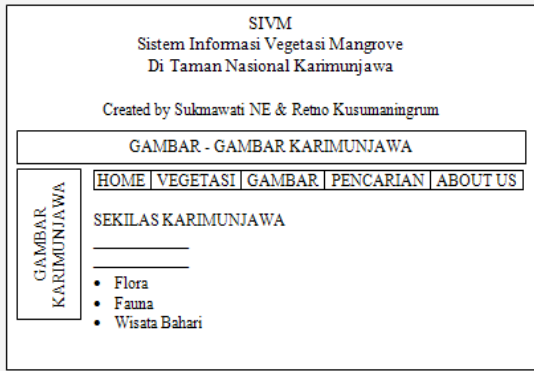 SIVM
Sistem Informasi Vegetasi Mangrove
Di Taman Nasional Karimunjawa
Created by Sukmawati NE & Retno Kusumaningrum
GAMBAR - GAMBAR KARIMUNJAWA
GAMBAR
KARIMUNJAWA
HOME VEGETASI GAMBAR PENCARIAN ABOUT US
SEKILAS KARIMUNJAWA
• Flora
• Fauna
• Wisata Bahari